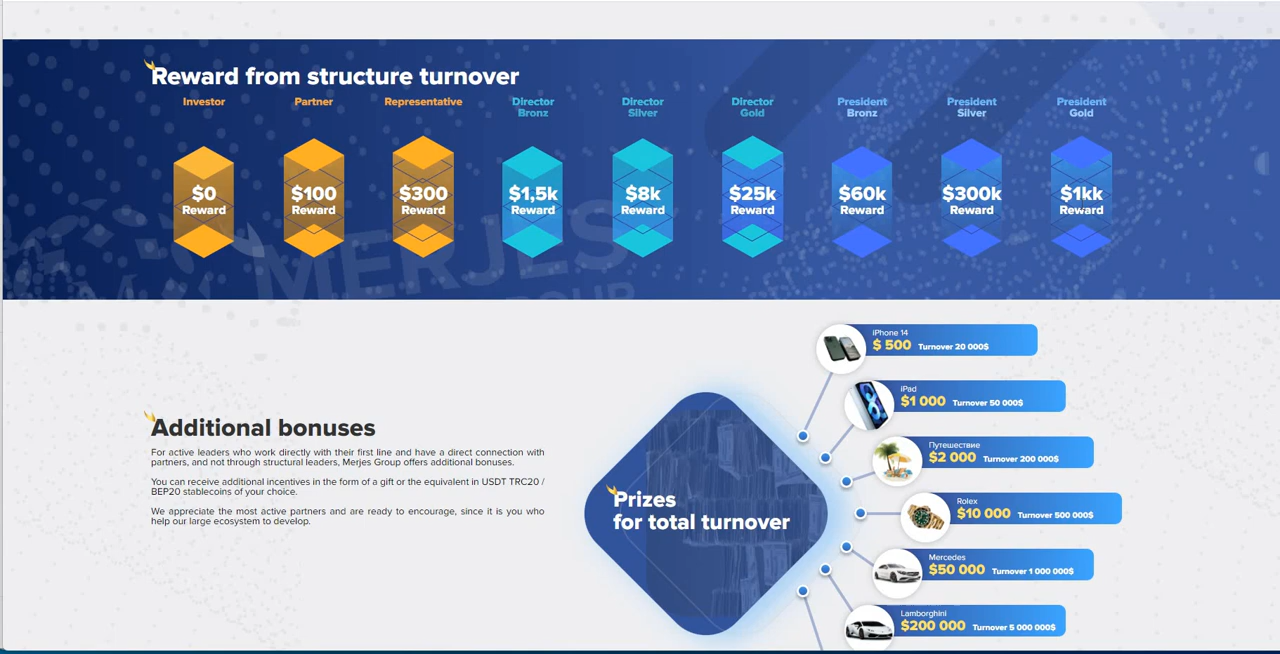 Reward from structure turnover
Investor
Partner
Representative
Director
Bronz
Director
Silver
Director
Gold
President
Bronz
President
Silver
President
Gold
$0
Reward
$100
Reward
$300
Reward
$1,5k
Reward
$8k
Reward
$25k
Reward
$60k
Reward
$300k
Reward
$1kk
Reward
MERJES
GROUP
Additional bonuses
For active leaders who work directly with their first line and have a direct connection with
partners, and not through structural leaders, Merjes Group offers additional bonuses.
You can receive additional incentives in the form of a gift or the equivalent in USDT TRC20 /
BEP20 stablecoins of your choice.
We appreciate the most active partners and are ready to encourage, since it is you who
help our large ecosystem to develop.
Prizes
for total turnover
iPhone 14
$ 500 Turnover 20 000$
iPad
$1 000 Turnover 50 000$
Путешествие
$2 000 Turnover 200 000$
Rolex
$10 000 Turnover 500 000$
Mercedes
$50 000 Turnover 1 000 000$
Lamborghini
$200 000 Turnover 5 000 000$